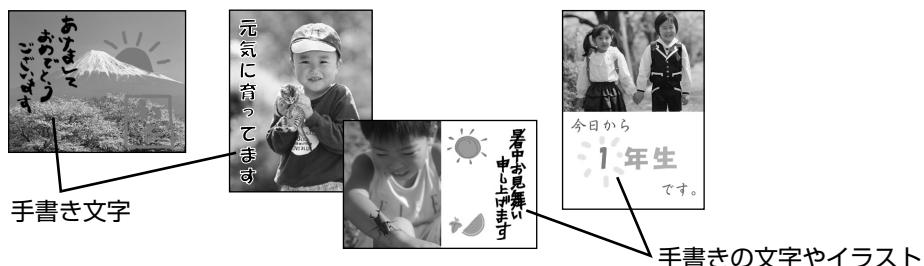 あけまして
おめでとう
ございます
元気に育ってます
暑中お見舞い
申し上げます
今日から
1年生
です。
手書き文字
手書きの文字やイラスト